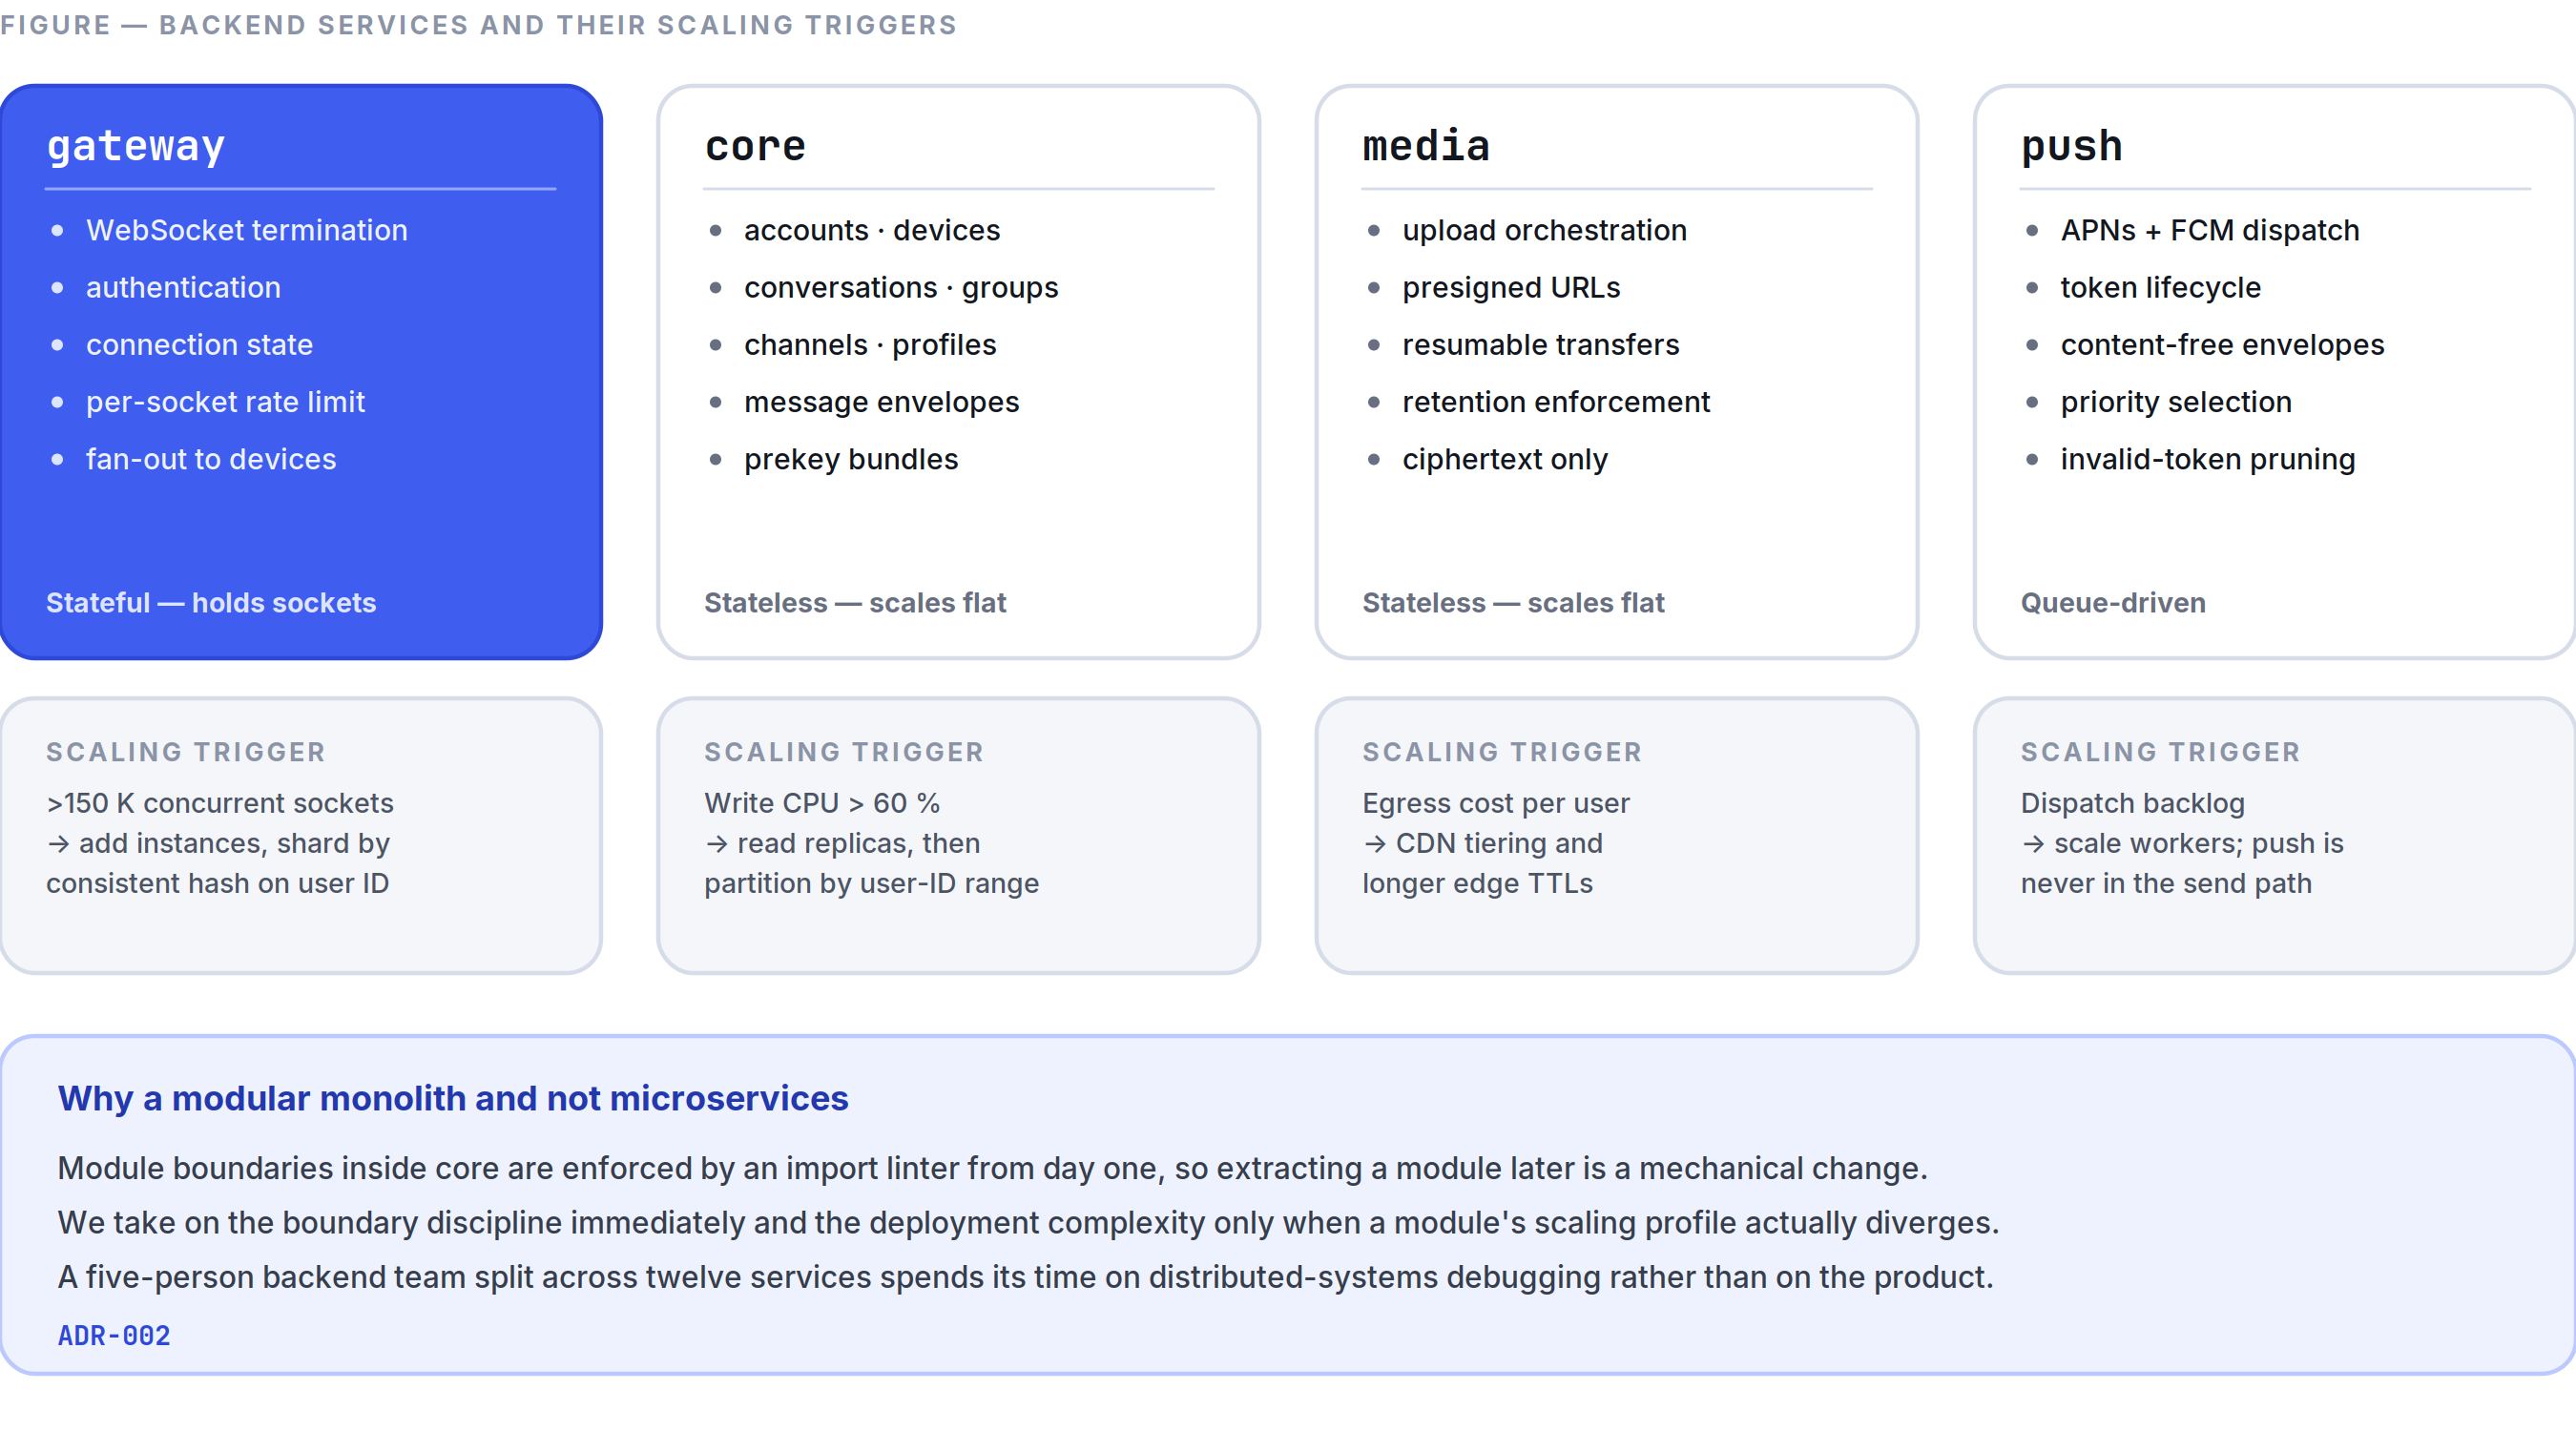 FIGURE — BACKEND SERVICES AND THEIR SCALING TRIGGERS
gateway
WebSocket termination
authentication
connection state
per-socket rate limit
fan-out to devices
Stateful — holds sockets
core
accounts · devices
conversations · groups
channels · profiles
message envelopes
prekey bundles
Stateless — scales flat
media
upload orchestration
presigned URLs
resumable transfers
retention enforcement
ciphertext only
Stateless — scales flat
push
APNs + FCM dispatch
token lifecycle
content-free envelopes
priority selection
invalid-token pruning
Queue-driven
SCALING TRIGGER
>150 K concurrent sockets
→ add instances, shard by
consistent hash on user ID
SCALING TRIGGER
Write CPU > 60 %
→ read replicas, then
partition by user-ID range
SCALING TRIGGER
Egress cost per user
→ CDN tiering and
longer edge TTLs
SCALING TRIGGER
Dispatch backlog
→ scale workers; push is
never in the send path
Why a modular monolith and not microservices
Module boundaries inside core are enforced by an import linter from day one, so extracting a module later is a mechanical change.
We take on the boundary discipline immediately and the deployment complexity only when a module's scaling profile actually diverges.
A five-person backend team split across twelve services spends its time on distributed-systems debugging rather than on the product.
ADR-002